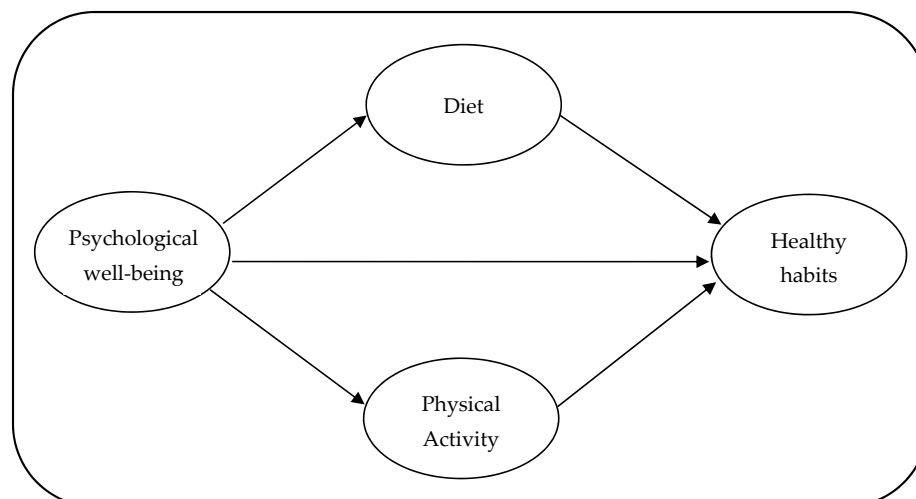 Diet
Psychological
well-being
Healthy
habits
Physical
Activity